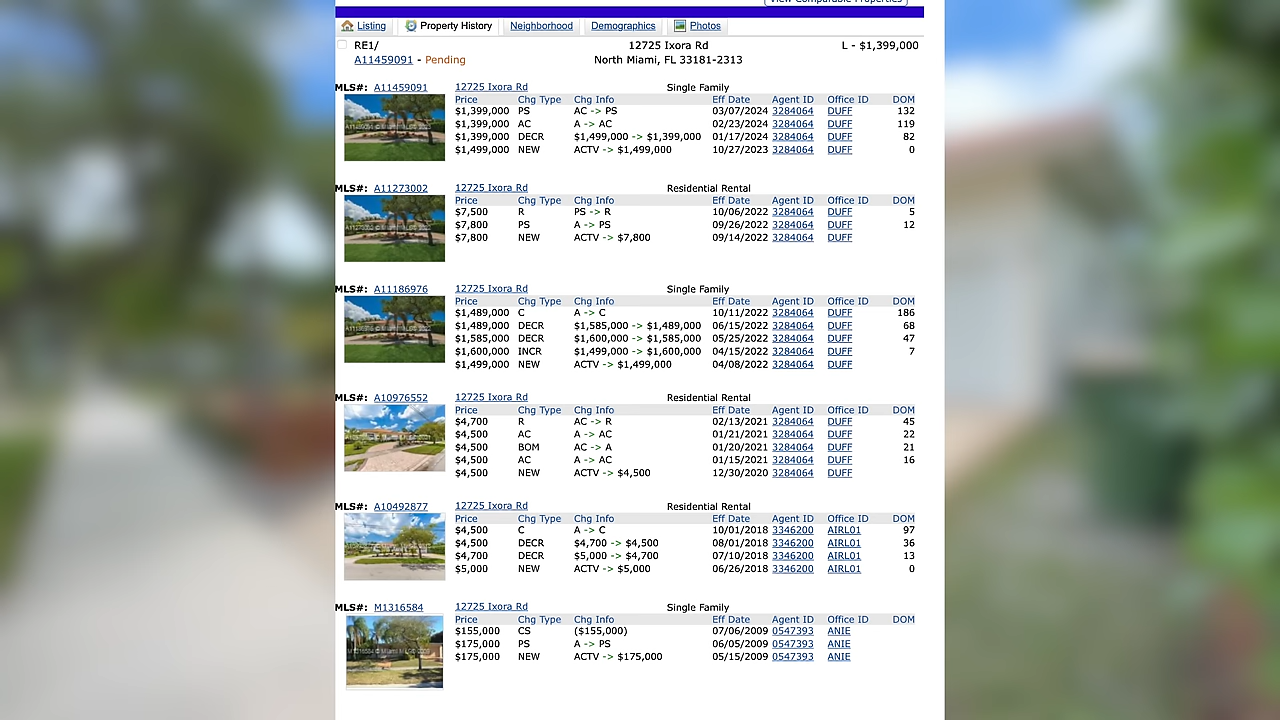 View Comparable Properties
Listing Property History Neighborhood Demographics Photos
RE1/ 12725 Ixora Rd L - $1,399,000
A11459091 - Pending North Miami, FL 33181-2313
MLS#: A11459091 12725 Ixora Rd Single Family
Price Chg Type Chg Info Eff Date Agent ID Office ID DOM
$1,399,000 PS AC -> PS 03/07/2024 3284064 DUFF 132
$1,399,000 AC A -> AC 02/23/2024 3284064 DUFF 119
$1,399,000 DECR $1,499,000 -> $1,399,000 01/17/2024 3284064 DUFF 82
$1,499,000 NEW ACTV -> $1,499,000 10/27/2023 3284064 DUFF 0
MLS#: A11273002 12725 Ixora Rd Residential Rental
Price Chg Type Chg Info Eff Date Agent ID Office ID DOM
$7,500 R PS -> R 10/06/2022 3284064 DUFF 5
$7,800 PS A -> PS 09/26/2022 3284064 DUFF 12
$7,800 NEW ACTV -> $7,800 09/14/2022 3284064 DUFF
MLS#: A11186976 12725 Ixora Rd Single Family
Price Chg Type Chg Info Eff Date Agent ID Office ID DOM
$1,489,000 C A -> C 10/11/2022 3284064 DUFF 186
$1,489,000 DECR $1,585,000 -> $1,489,000 06/15/2022 3284064 DUFF 68
$1,585,000 DECR $1,600,000 -> $1,585,000 05/25/2022 3284064 DUFF 47
$1,600,000 INCR $1,499,000 -> $1,600,000 04/15/2022 3284064 DUFF 7
$1,499,000 NEW ACTV -> $1,499,000 04/08/2022 3284064 DUFF
MLS#: A10976552 12725 Ixora Rd Residential Rental
Price Chg Type Chg Info Eff Date Agent ID Office ID DOM
$4,700 R AC -> R 02/13/2021 3284064 DUFF 45
$4,500 AC A -> AC 01/21/2021 3284064 DUFF 22
$4,500 BOM AC -> A 01/20/2021 3284064 DUFF 21
$4,500 AC A -> AC 01/15/2021 3284064 DUFF 16
$4,500 NEW ACTV -> $4,500 12/30/2020 3284064 DUFF
MLS#: A10492877 12725 Ixora Rd Residential Rental
Price Chg Type Chg Info Eff Date Agent ID Office ID DOM
$4,500 C A -> C 10/01/2018 3346200 AIRL01 97
$4,500 DECR $4,700 -> $4,500 08/01/2018 3346200 AIRL01 36
$4,700 DECR $5,000 -> $4,700 07/10/2018 3346200 AIRL01 13
$5,000 NEW ACTV -> $5,000 06/26/2018 3346200 AIRL01 0
MLS#: M1316584 12725 Ixora Rd Single Family
Price Chg Type Chg Info Eff Date Agent ID Office ID DOM
$155,000 CS ($155,000) 07/06/2009 0547393 ANIE
$175,000 PS A -> PS 06/05/2009 0547393 ANIE
$175,000 NEW ACTV -> $175,000 05/15/2009 0547393 ANIE